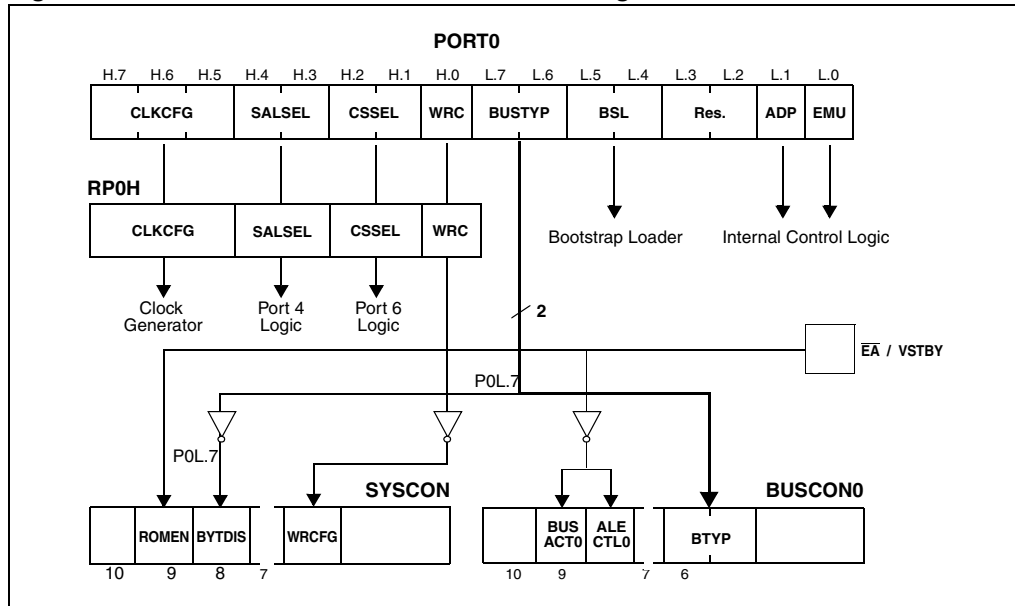 PORT0
H.7 H.6 H.5 H.4 H.3 H.2 H.1 H.0 L.7 L.6 L.5 L.4 L.3 L.2 L.1 L.0
CLKCFG SALSEL CSSEL WRC BUSTYP BSL Res. ADP EMU
RP0H
CLKCFG SALSEL CSSEL WRC
Bootstrap Loader Internal Control Logic
Clock Generator
Port 4 Logic
Port 6 Logic
2
EA / VSTBY
P0L.7
P0L.7
SYSCON BUSCON0
ROMEN BYTDIS WRCFG BUS ACT0 ALE CTL0 BTYP
10 9 8 7 10 9 7 6